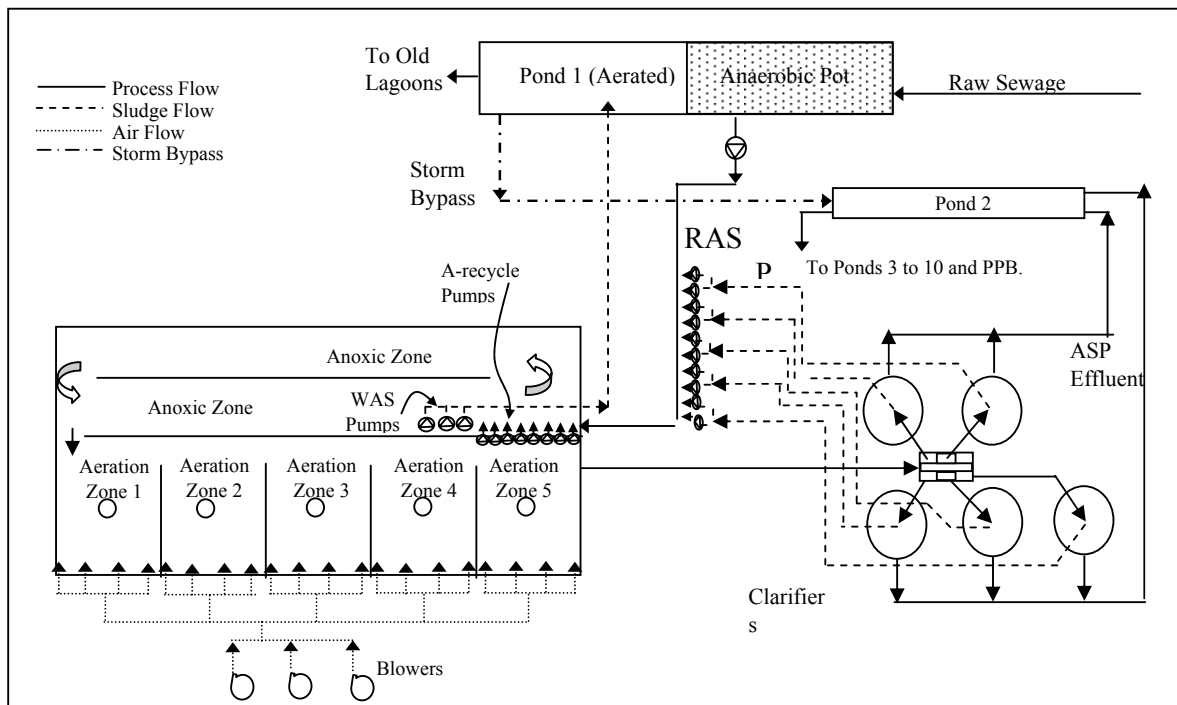 To Old
Lagoons
Pond 1 (Aerated)
Anaerobic Pot
Raw Sewage
Process Flow
Sludge Flow
Air Flow
Storm Bypass
Storm
Bypass
Pond 2
RAS
P
To Ponds 3 to 10 and PPB.
A-recycle
Pumps
Anoxic Zone
ASP
Effluent
Anoxic Zone
WAS
Pumps
Aeration
Zone 1
Aeration
Zone 2
Aeration
Zone 3
Aeration
Zone 4
Aeration
Zone 5
Clarifier
s
Blowers